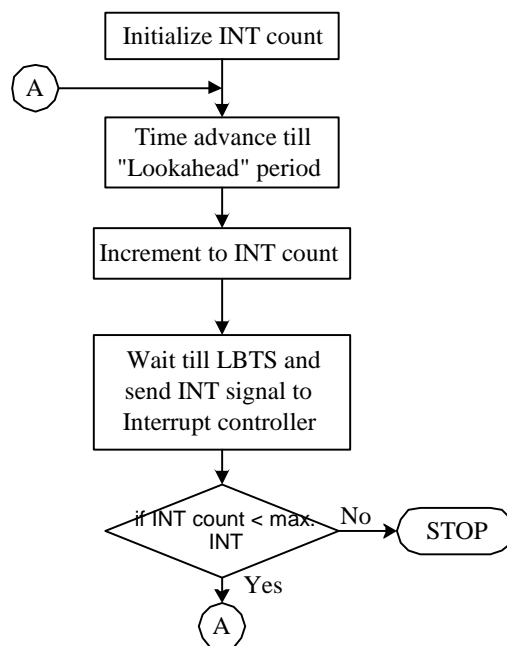 Initialize INT count
A
Time advance till
"Lookahead" period
Increment to INT count
Wait till LBTS and
send INT signal to
Interrupt controller
if INT count < max.
INT
No
STOP
Yes
A